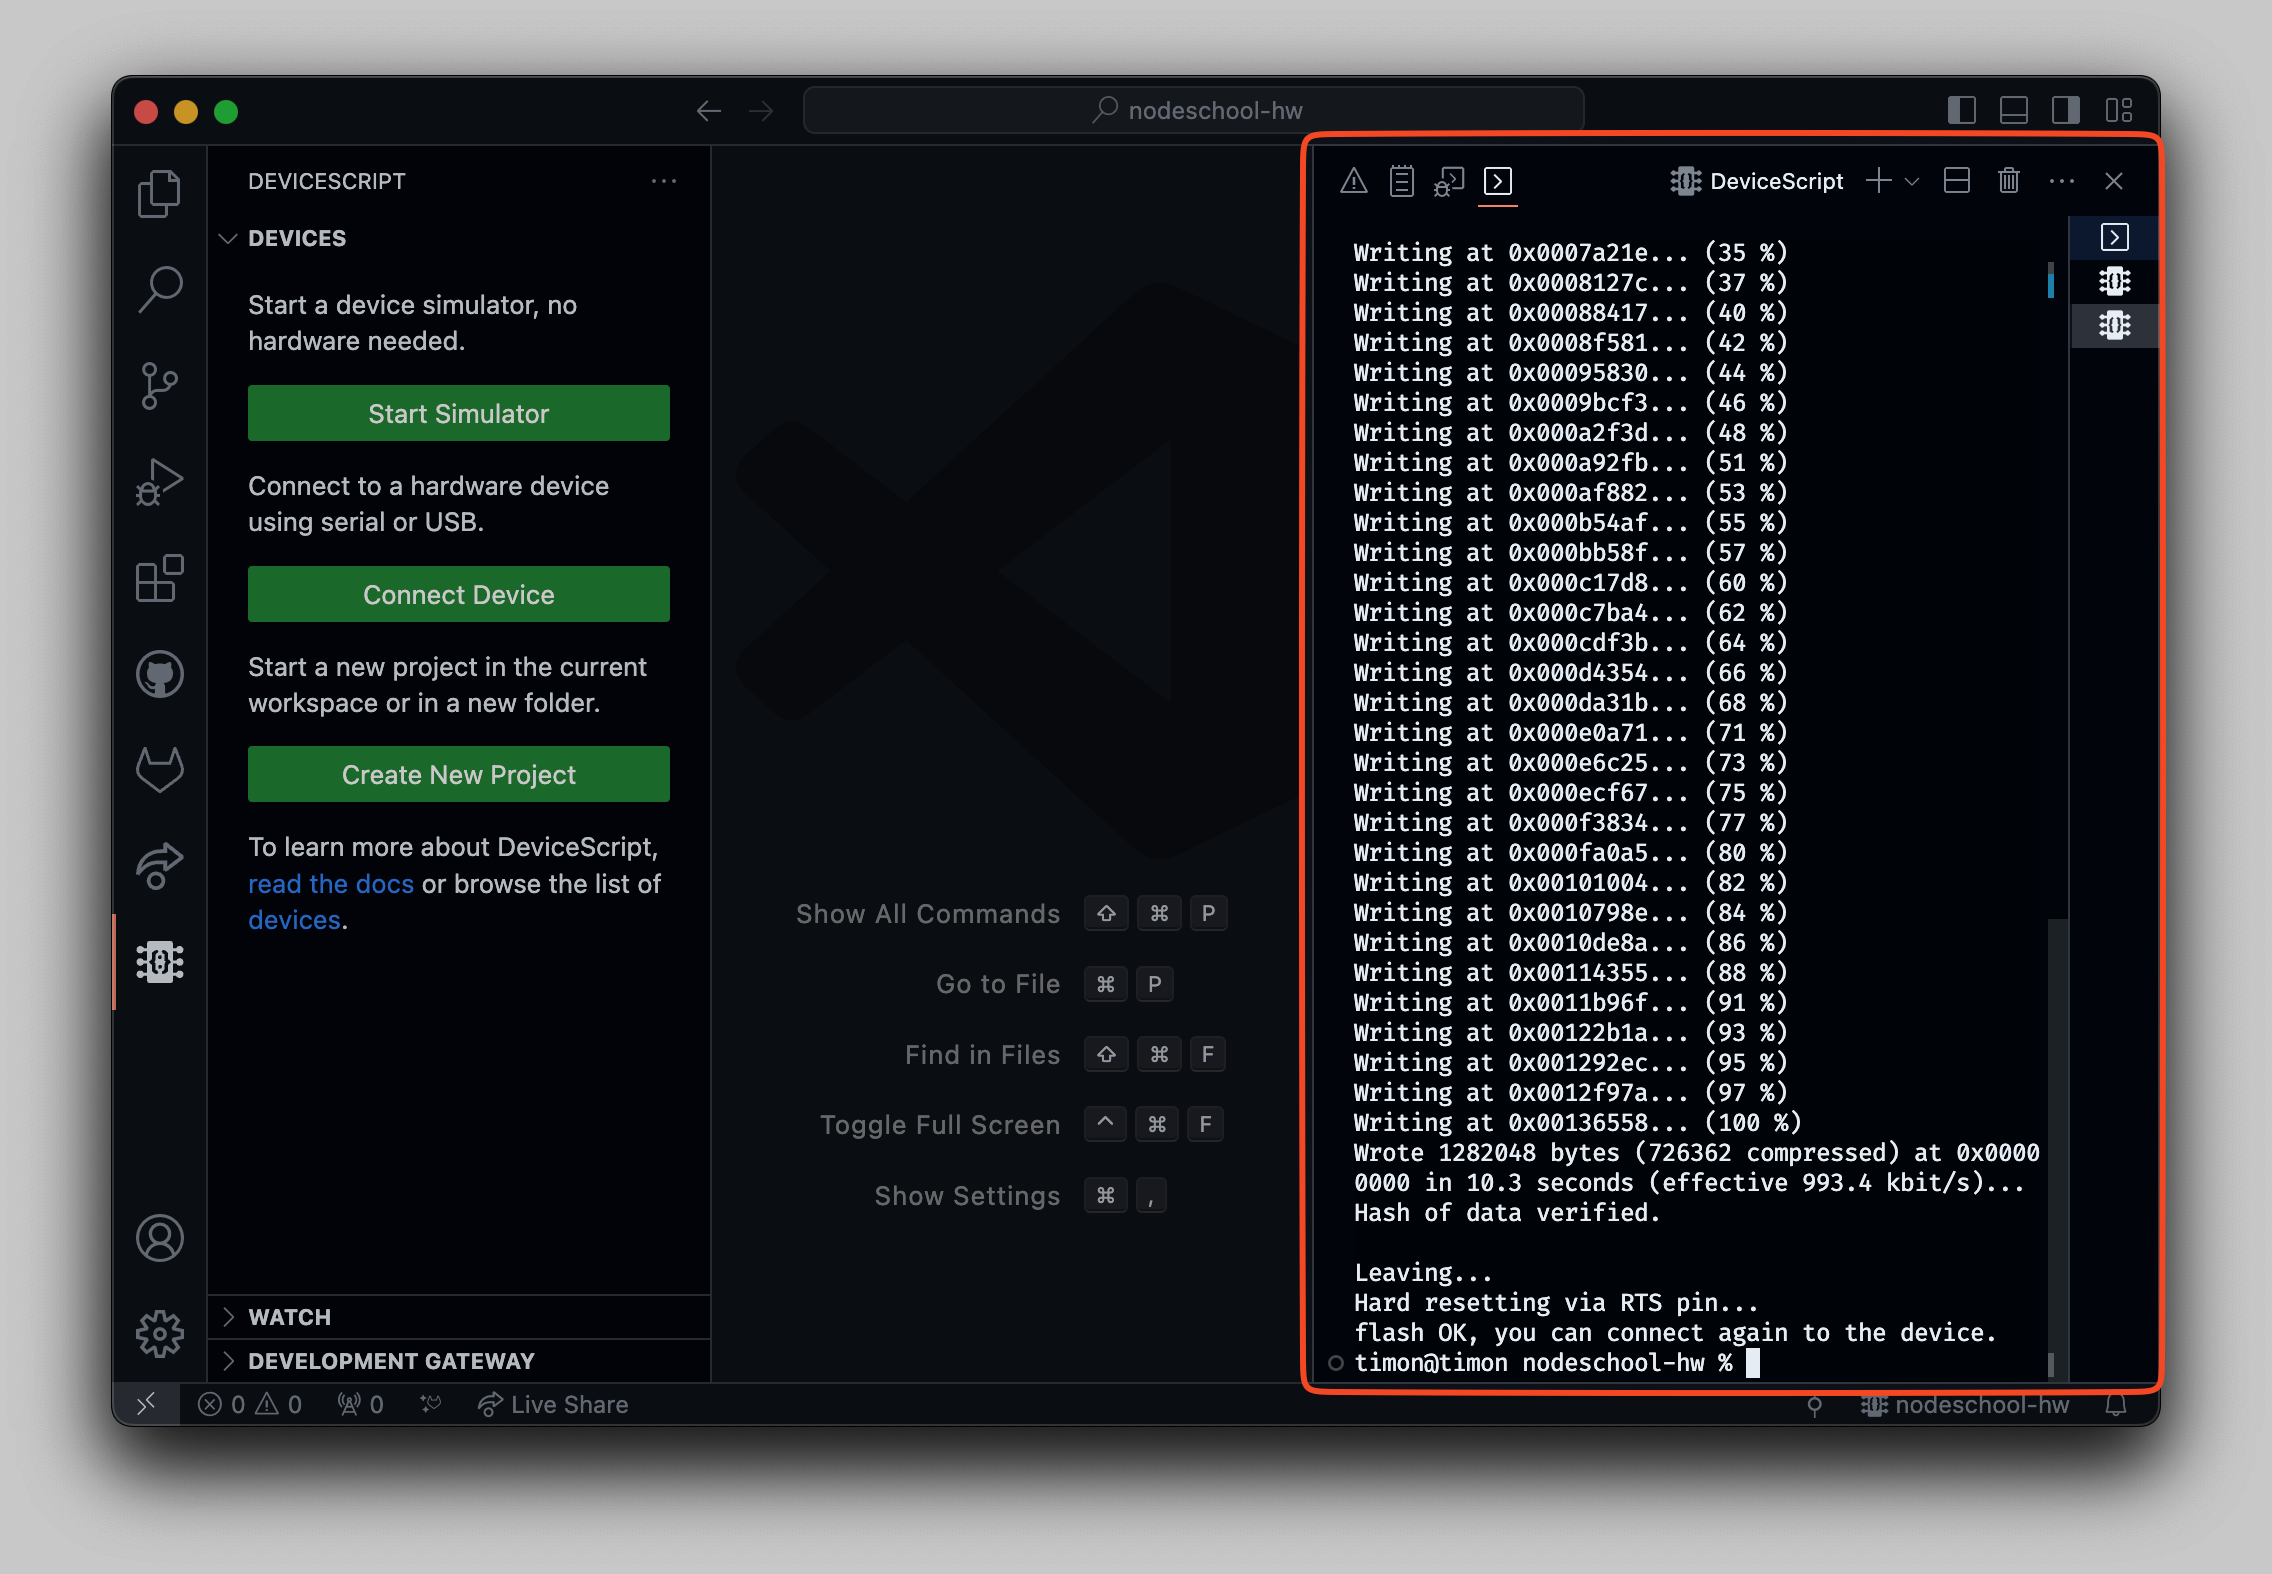 nodeschool-hw
DEVICESCRIPT
DEVICES
Start a device simulator, no
hardware needed.
Start Simulator
Connect to a hardware device
using serial or USB.
Connect Device
Start a new project in the current
workspace or in a new folder.
Create New Project
To learn more about DeviceScript,
read the docs or browse the list of
devices.
WATCH
DEVELOPMENT GATEWAY
Show All Commands ⇧ ⌘ P
Go to File ⌘ P
Find in Files ⇧ ⌘ F
Toggle Full Screen ^ ⌘ F
Show Settings ⌘ ,
DeviceScript
Writing at 0x0007a21e... (35 %)
Writing at 0x0008127c... (37 %)
Writing at 0x00088417... (40 %)
Writing at 0x0008f581... (42 %)
Writing at 0x00095830... (44 %)
Writing at 0x0009bcf3... (46 %)
Writing at 0x000a2f3d... (48 %)
Writing at 0x000a92fb... (51 %)
Writing at 0x000af882... (53 %)
Writing at 0x000b54af... (55 %)
Writing at 0x000bb58f... (57 %)
Writing at 0x000c17d8... (60 %)
Writing at 0x000c7ba4... (62 %)
Writing at 0x000cdf3b... (64 %)
Writing at 0x000d4354... (66 %)
Writing at 0x000da31b... (68 %)
Writing at 0x000e0a71... (71 %)
Writing at 0x000e6c25... (73 %)
Writing at 0x000ecf67... (75 %)
Writing at 0x000f3834... (77 %)
Writing at 0x000fa0a5... (80 %)
Writing at 0x00101004... (82 %)
Writing at 0x0010798e... (84 %)
Writing at 0x0010de8a... (86 %)
Writing at 0x00114355... (88 %)
Writing at 0x0011b96f... (91 %)
Writing at 0x00122b1a... (93 %)
Writing at 0x001292ec... (95 %)
Writing at 0x0012f97a... (97 %)
Writing at 0x00136558... (100 %)
Wrote 1282048 bytes (726362 compressed) at 0x0000
0000 in 10.3 seconds (effective 993.4 kbit/s)...
Hash of data verified.
Leaving...
Hard resetting via RTS pin...
flash OK, you can connect again to the device.
timon@timon nodeschool-hw %
0 0 0 Live Share
nodeschool-hw